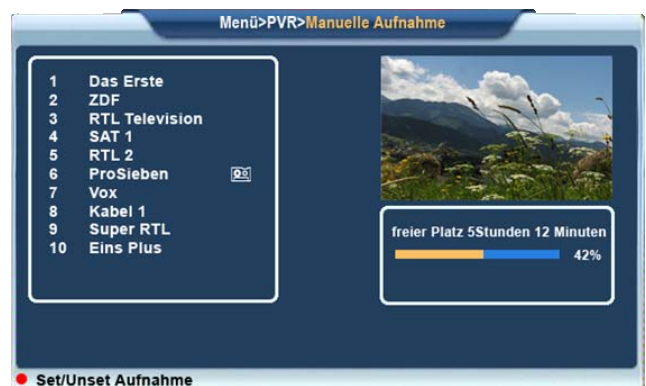 Menü>PVR>Manuelle Aufnahme
1 Das Erste
2 ZDF
3 RTL Television
4 SAT 1
5 RTL 2
6 ProSieben
7 Vox
8 Kabel 1
9 Super RTL
10 Eins Plus
freier Platz 5Stunden 12 Minuten
42%
Set/Unset Aufnahme